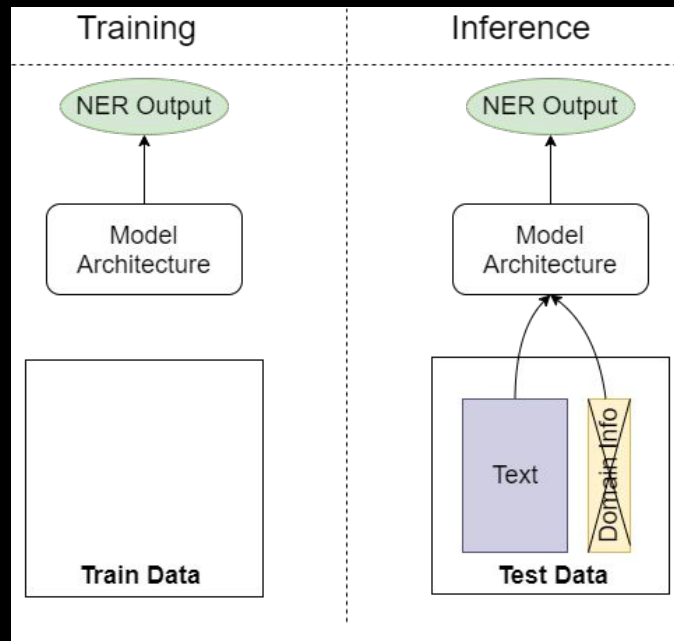 Training
Inference
NER Output
NER Output
Model
Architecture
Model
Architecture
Train Data
Text
Domain Info
Test Data